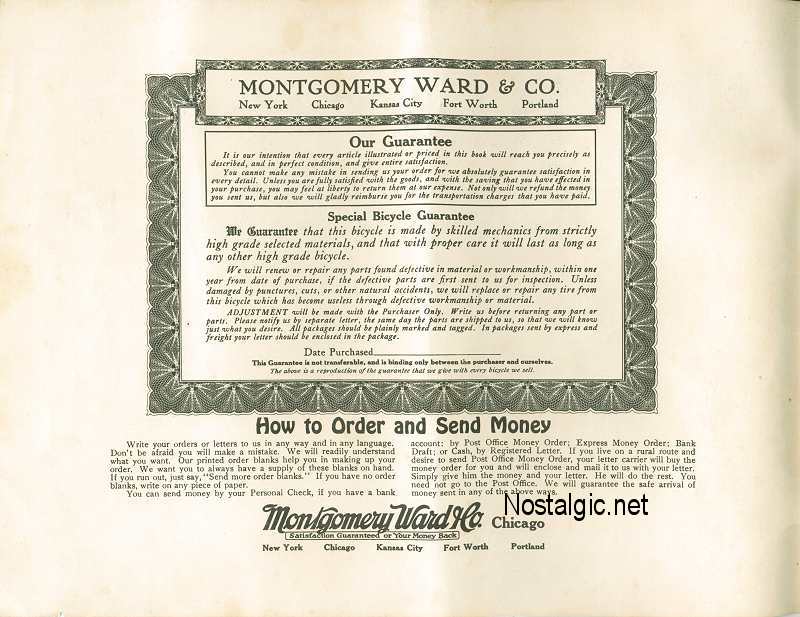 MONTGOMERY WARD & CO.
New York Chicago Kansas City Fort Worth Portland
Our Guarantee
It is our intention that every article illustrated or priced in this book will reach you precisely as
described, and in perfect condition, and give entire satisfaction.
You cannot make any mistake in sending us your order for we absolutely guarantee satisfaction in
every detail. Unless you are fully satisfied with the goods, and with the saving that you have effected in
your purchase, you may feel at liberty to return them at our expense. Not only will we refund the money
you sent us, but also we will gladly reimburse you for the transportation charges that you have paid.
Special Bicycle Guarantee
We Guarantee that this bicycle is made by skilled mechanics from strictly
high grade selected materials, and that with proper care it will last as long as
any other high grade bicycle.
We will renew or repair any parts found defective in material or workmanship, within one
year from date of purchase, if the defective parts are first sent to us for inspection. Unless
damaged by punctures, cuts, or other natural accidents, we will replace or repair any tire from
this bicycle which has become useless through defective workmanship or material.
ADJUSTMENT will be made with the Purchaser Only. Write us before returning any part or
parts. Please notify us by separate letter, the same day the parts are shipped to us, so that we will know
just what you desire. All packages should be plainly marked and tagged. In packages sent by express and
freight your letter should be enclosed in the package.
Date Purchased
This Guarantee is not transferable, and is binding only between the purchaser and ourselves.
The above is a reproduction of the guarantee that we give with every bicycle we sell.
How to Order and Send Money
Write your orders or letters to us in any way and in any language.
Don't be afraid you will make a mistake. We will readily understand
what you want. Our printed order blanks help you in making up your
order. We want you to always have a supply of these blanks on hand.
If you run out, just say, "Send more order blanks." If you have no order
blanks, write on any piece of paper.
You can send money by your Personal Check, if you have a bank
account; by Post Office Money Order; Express Money Order; Bank
Draft; or Cash, by Registered Letter. If you live on a rural route and
desire to send Post Office Money Order, your letter carrier will buy the
money order for you and will enclose and mail it to us with your letter.
Simply give him the money and your letter. He will do the rest. You
need not go to the Post Office. We will guarantee the safe arrival of
money sent in any of the above ways.
Nostalgic.net
Montgomery Ward & Co. Chicago
Satisfaction Guaranteed or Your Money Back
New York Chicago Kansas City Fort Worth Portland